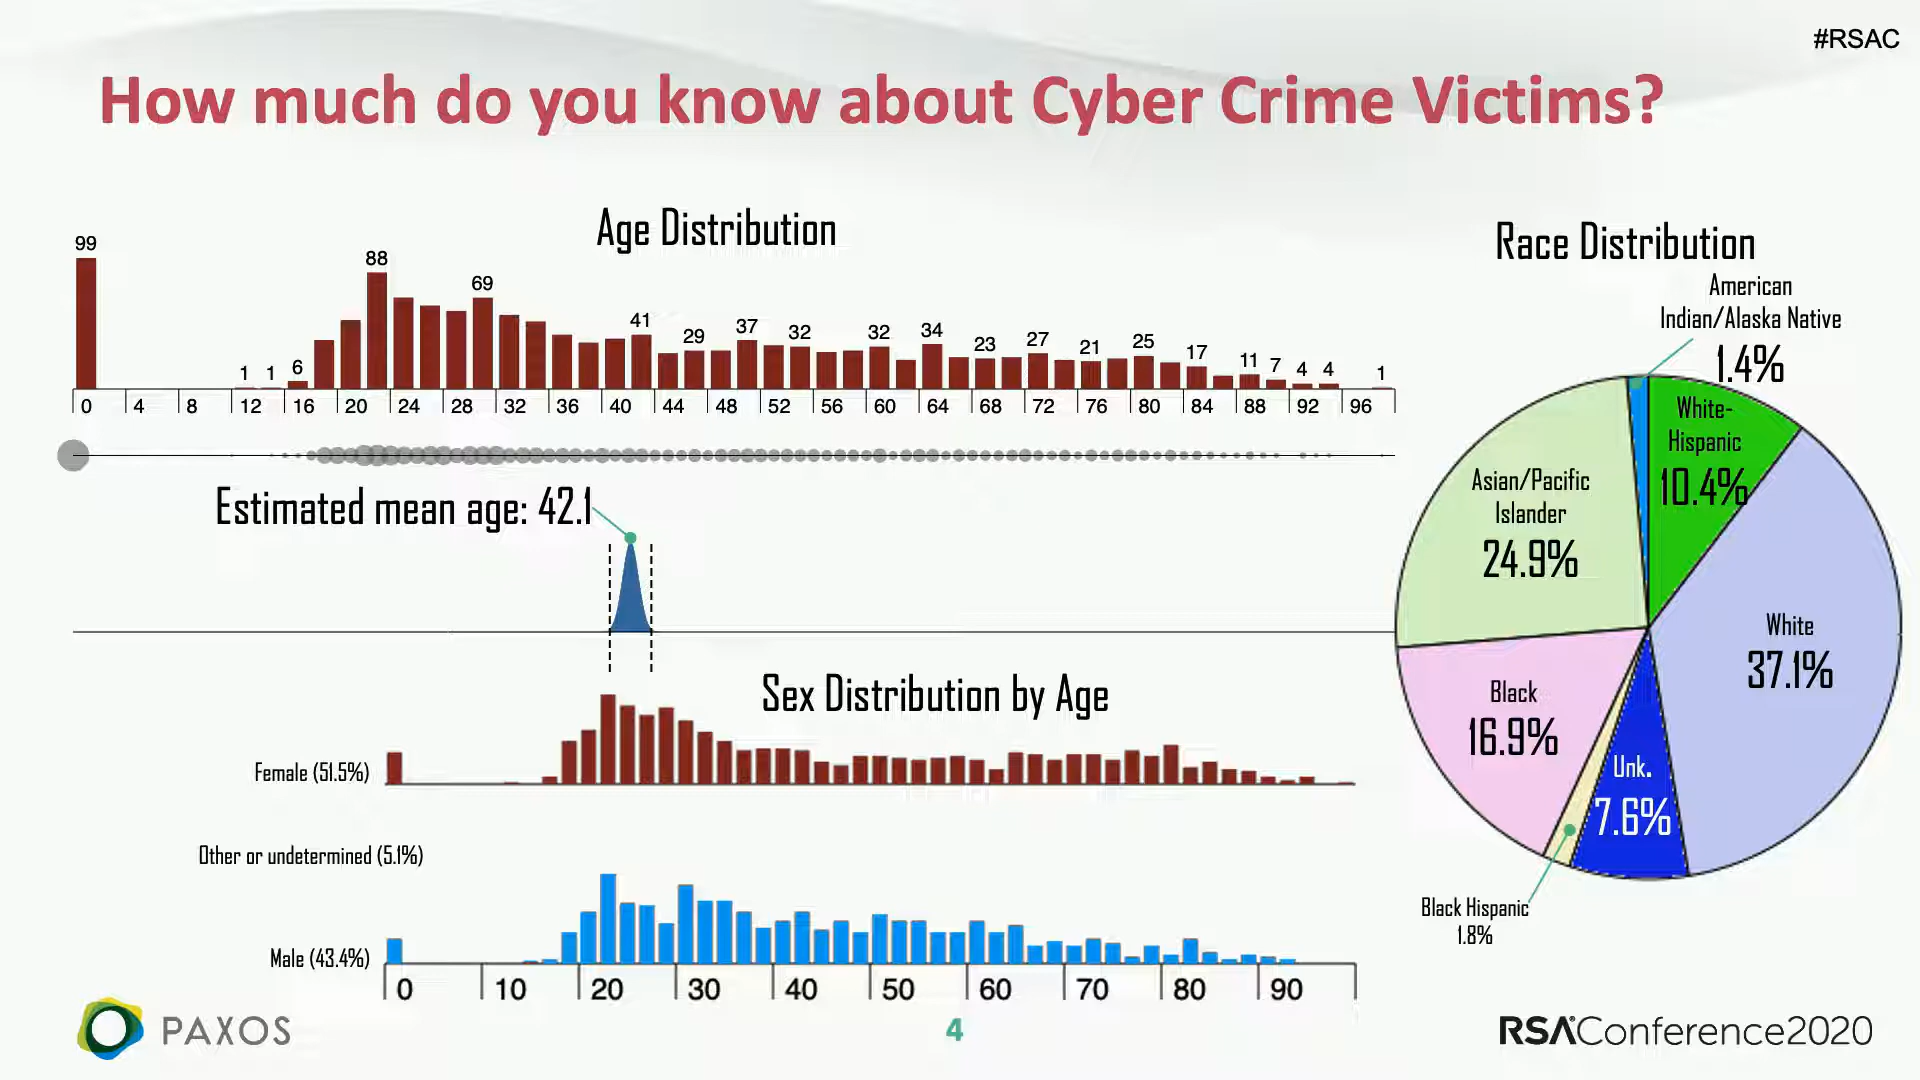 #RSAC
How much do you know about Cyber Crime Victims?
Age Distribution
99
88
69
1 1 6
41
29
37
32
32
34
23
27
21
25
17
11 7 4 4
1
0 4 8 12 16 20 24 28 32 36 40 44 48 52 56 60 64 68 72 76 80 84 88 92 96
Estimated mean age: 42.1
Sex Distribution by Age
Female (51.5%)
Other or undetermined (5.1%)
Male (43.4%)
0 10 20 30 40 50 60 70 80 90
Race Distribution
American
Indian/Alaska Native
1.4%
White-
Hispanic
10.4%
Asian/Pacific
Islander
24.9%
White
37.1%
Black
16.9%
Unk.
7.6%
Black Hispanic
1.8%
PAXOS
4
RSAConference2020